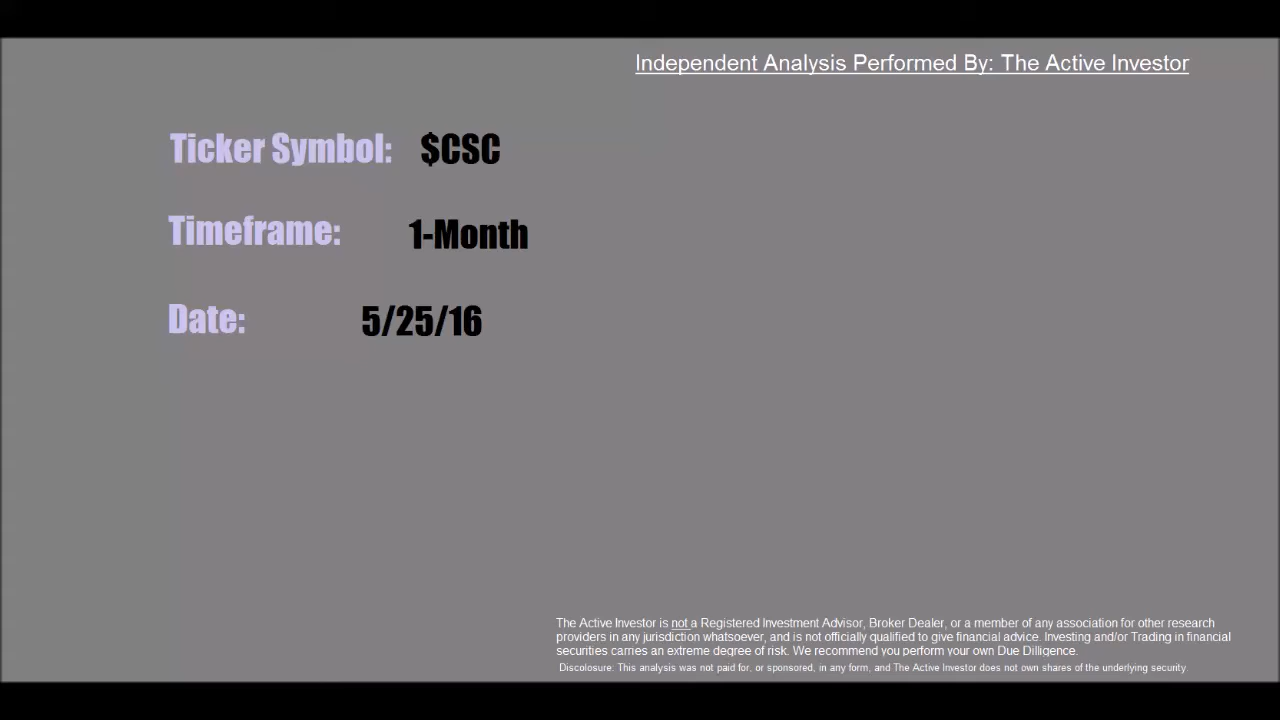 Independent Analysis Performed By: The Active Investor
Ticker Symbol: $CSC
Timeframe: 1-Month
Date: 5/25/16
The Active Investor is not a Registered Investment Advisor, Broker Dealer, or a member of any association for other research
providers in any jurisdiction whatsoever, and is not officially qualified to give financial advice. Investing and/or Trading in financial
securities carries an extreme degree of risk. We recommend you perform your own Due Dilligence.
Discolosure: This analysis was not paid for, or sponsored, in any form, and The Active Investor does not own shares of the underlying security.